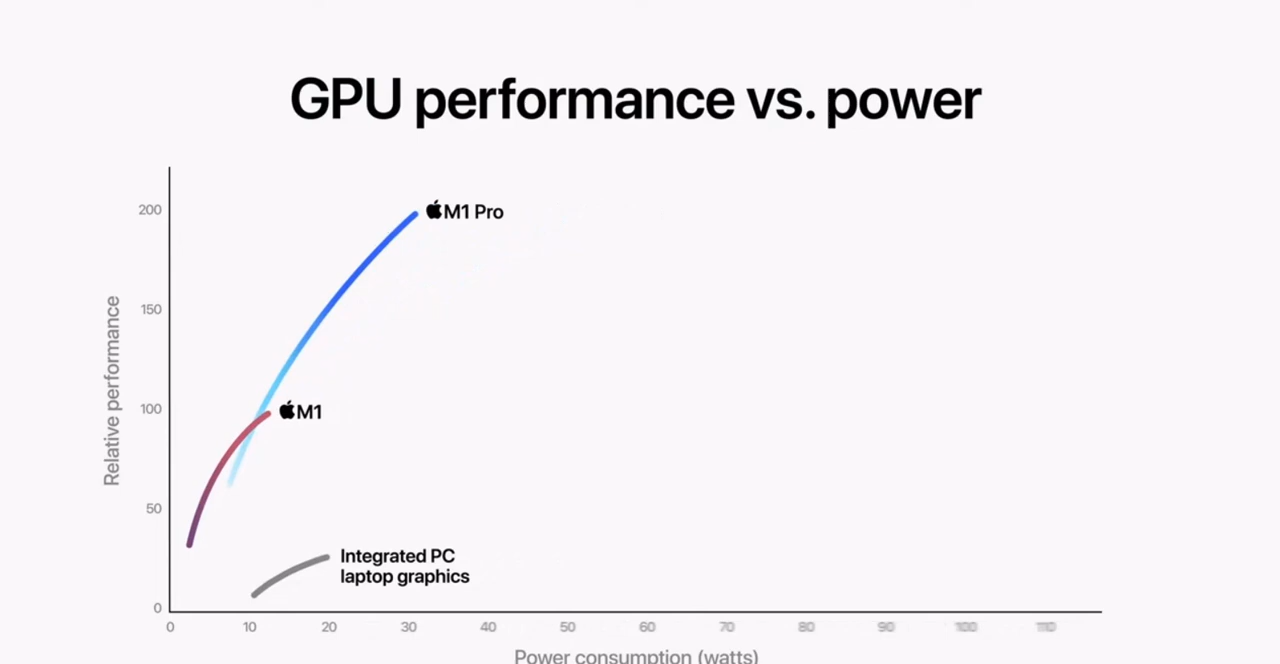 GPU performance vs. power
200
M1 Pro
150
Relative performance
100
M1
50
Integrated PC
laptop graphics
0
0 10 20 30 40 50 60 70 80 90 100 110
Power consumption (watts)